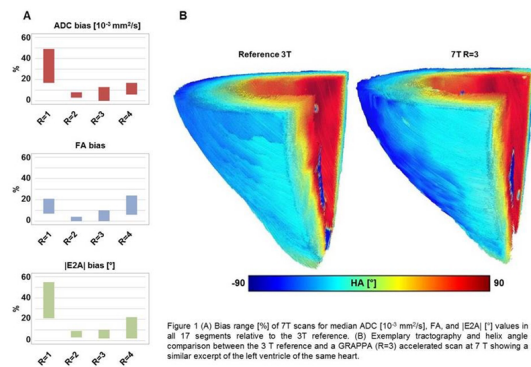 A
B
ADC bias [10⁻³ mm²/s]
60
40
20
0
%
R=1
R=2
R=3
R=4
FA bias
60
40
20
0
%
R=1
R=2
R=3
R=4
|E2A| bias [°]
60
40
20
0
%
R=1
R=2
R=3
R=4
Reference 3T
7T R=3
-90
HA [°]
90
Figure 1 (A) Bias range [%] of 7T scans for median ADC [10⁻³ mm²/s], FA, and |E2A| [°] values in
all 17 segments relative to the 3T reference. (B) Exemplary tractography and helix angle
comparison between the 3 T reference and a GRAPPA (R=3) accelerated scan at 7 T showing a
similar excerpt of the left ventricle of the same heart.